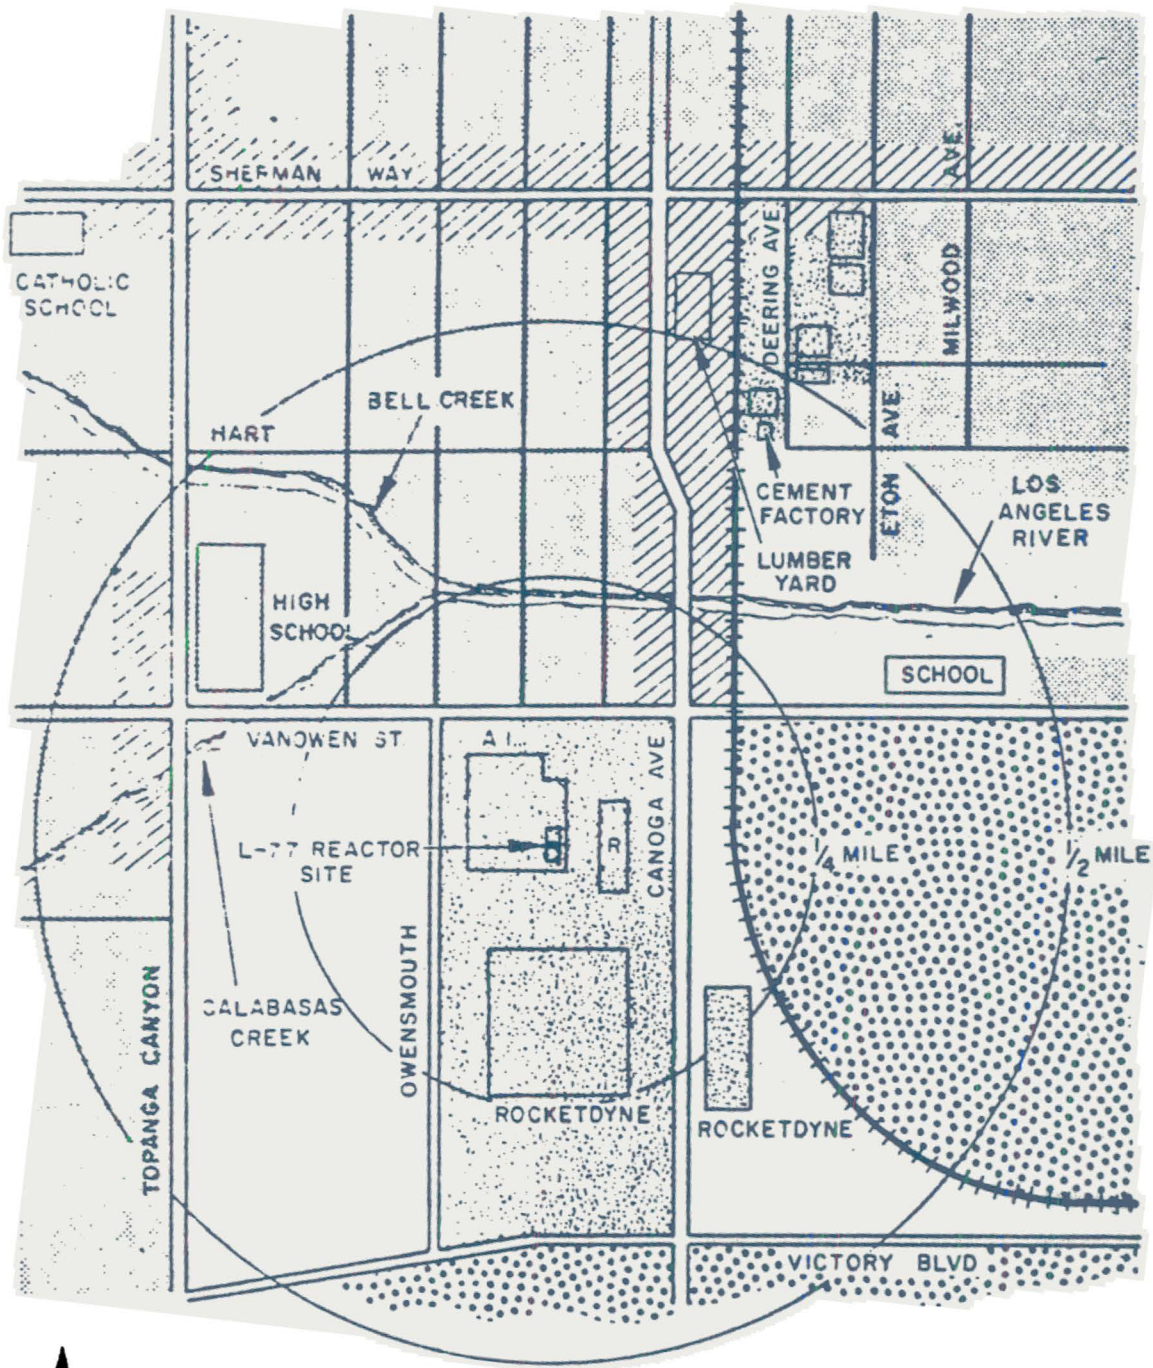 SHERMAN WAY
AVE.
CATHOLIC
SCHOOL
DEERING AVE
MILWOOD
BELL CREEK
HART
ETON AVE.
CEMENT
FACTORY
LOS
ANGELES
RIVER
LUMBER
YARD
HIGH
SCHOOL
SCHOOL
VANOWEN ST
A I
CANOGA AVE
L-77 REACTOR
SITE
R
1/4 MILE
1/2 MILE
OWENSMOUTH
TOPANGA CANYON
CALABASAS
CREEK
ROCKETDYNE
ROCKETDYNE
VICTORY BLVD